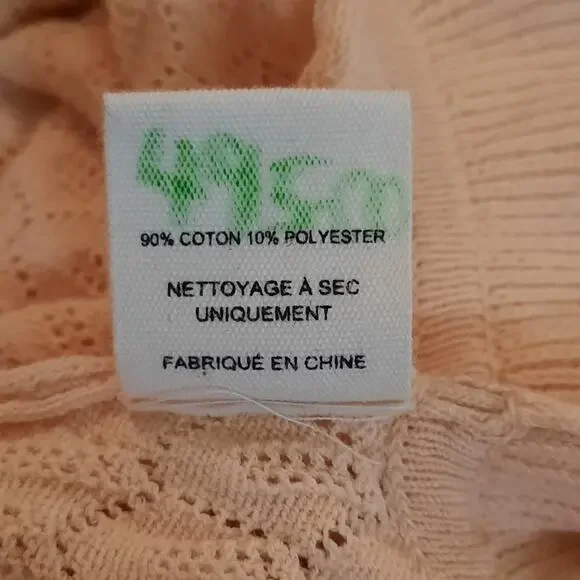 90% COTON 10% POLYESTER
NETTOYAGE À SEC
UNIQUEMENT
FABRIQUÉ EN CHINE